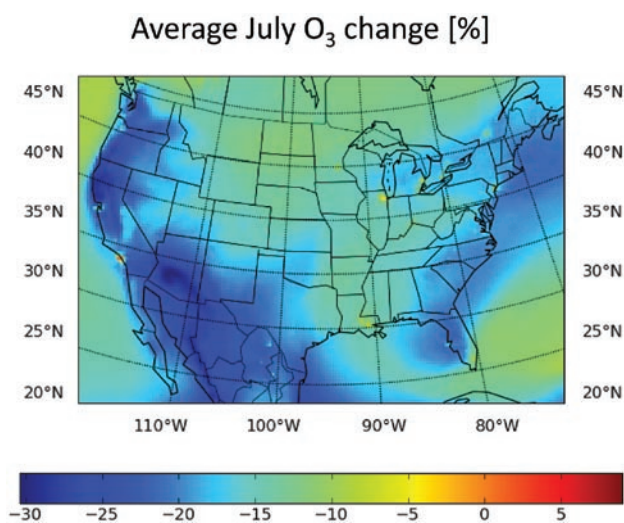 Average July O₃ change [%]
45°N 45°N
40°N 40°N
35°N 35°N
30°N 30°N
25°N 25°N
20°N 20°N
110°W 100°W 90°W 80°W
−30 −25 −20 −15 −10 −5 0 5